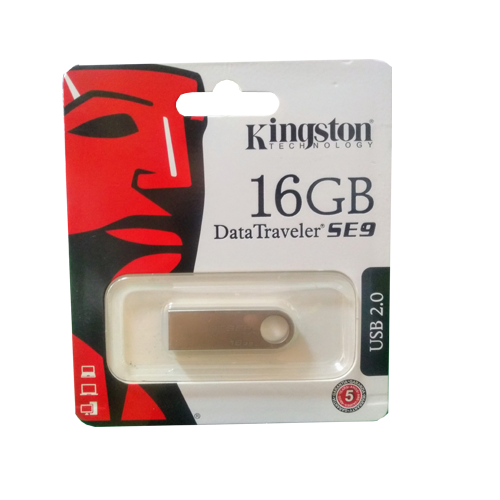 Kingston
TECHNOLOGY
16GB
DataTraveler® SE9
USB 2.0
5
®